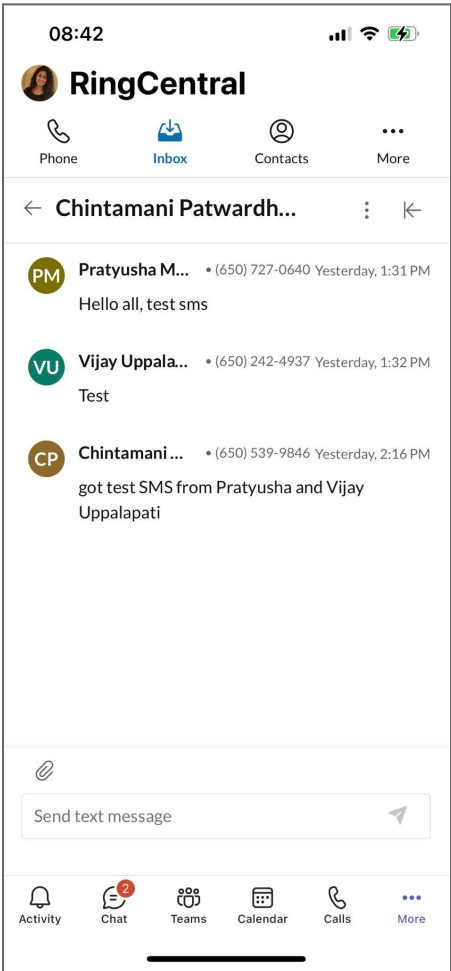 08:42
RingCentral
Phone
Inbox
Contacts
More
Chintamani Patwardh...
PM
Pratyusha M... • (650) 727-0640 Yesterday, 1:31 PM
Hello all, test sms
VU
Vijay Uppala... • (650) 242-4937 Yesterday, 1:32 PM
Test
CP
Chintamani ... • (650) 539-9846 Yesterday, 2:16 PM
got test SMS from Pratyusha and Vijay
Uppalapati
Send text message
2
Activity
Chat
Teams
Calendar
Calls
More